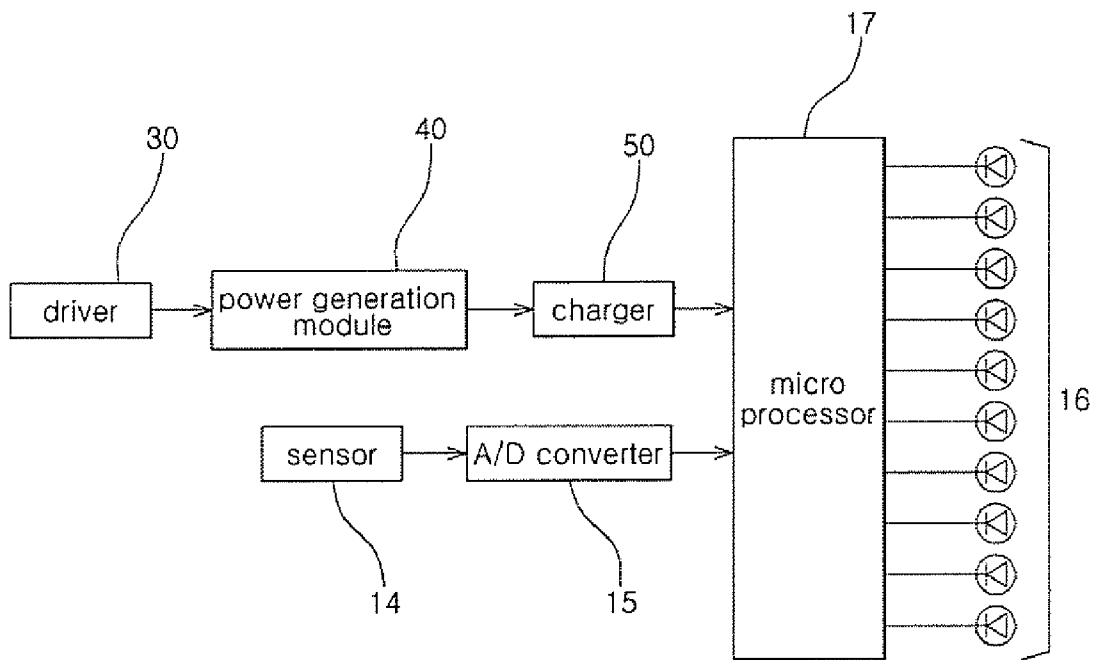 17
30
40
50
driver
power generation
module
charger
micro
processor
16
sensor
A/D converter
14
15